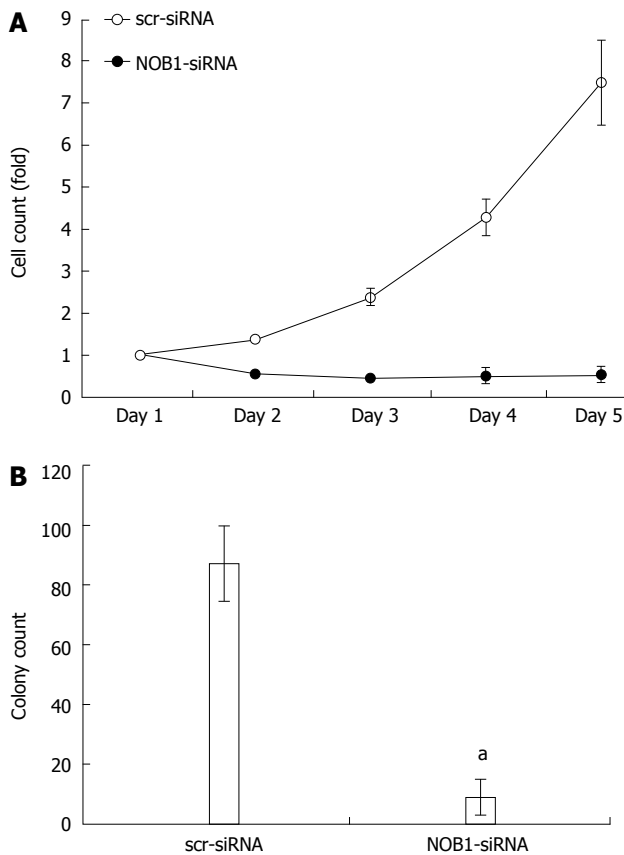 A
scr-siRNA
NOB1-siRNA
Cell count (fold)
9
8
7
6
5
4
3
2
1
0
Day 1 Day 2 Day 3 Day 4 Day 5
B
Colony count
120
100
80
60
40
20
0
a
scr-siRNA NOB1-siRNA